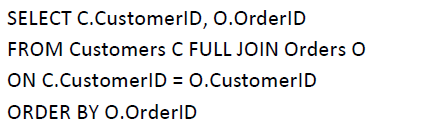 SELECT C.CustomerID, O.OrderID
FROM Customers C FULL JOIN Orders O
ON C.CustomerID = O.CustomerID
ORDER BY O.OrderID